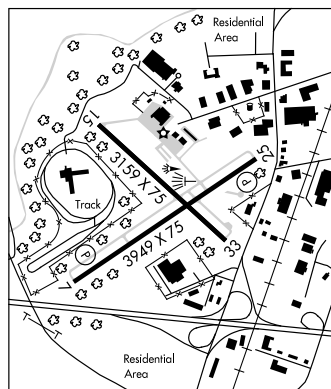 Residential
Area
15
3159 X 75
25
P
Track
33
P
3949 X 75
7
Residential
Area